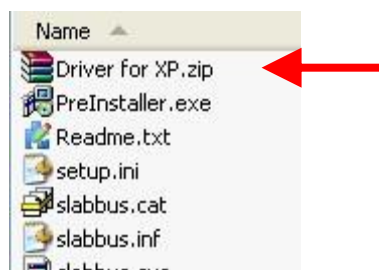 Name
Driver for XP.zip
PreInstaller.exe
Readme.txt
setup.ini
slabbus.cat
slabbus.inf